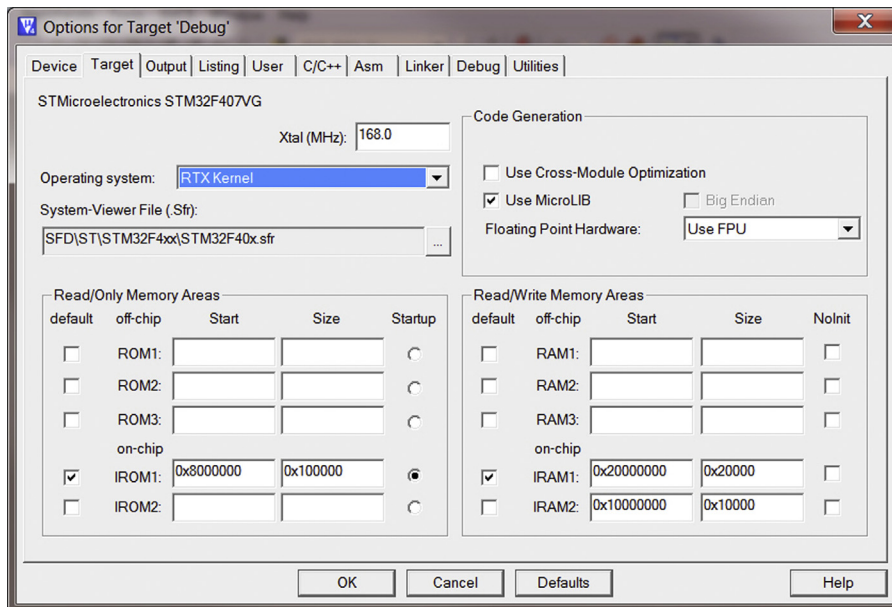 Options for Target 'Debug'
Device Target Output Listing User C/C++ Asm Linker Debug Utilities
STMicroelectronics STM32F407VG
Xtal (MHz): 168.0
Operating system: RTX Kernel
System-Viewer File (.Sfr):
SFD\ST\STM32F4xx\STM32F40x.sfr ...
Code Generation
Use Cross-Module Optimization
Use MicroLIB Big Endian
Floating Point Hardware: Use FPU
Read/Only Memory Areas
default off-chip Start Size Startup
ROM1:
ROM2:
ROM3:
on-chip
IROM1: 0x8000000 0x100000
IROM2:
Read/Write Memory Areas
default off-chip Start Size NoInit
RAM1:
RAM2:
RAM3:
on-chip
IRAM1: 0x20000000 0x20000
IRAM2: 0x10000000 0x10000
OK Cancel Defaults Help